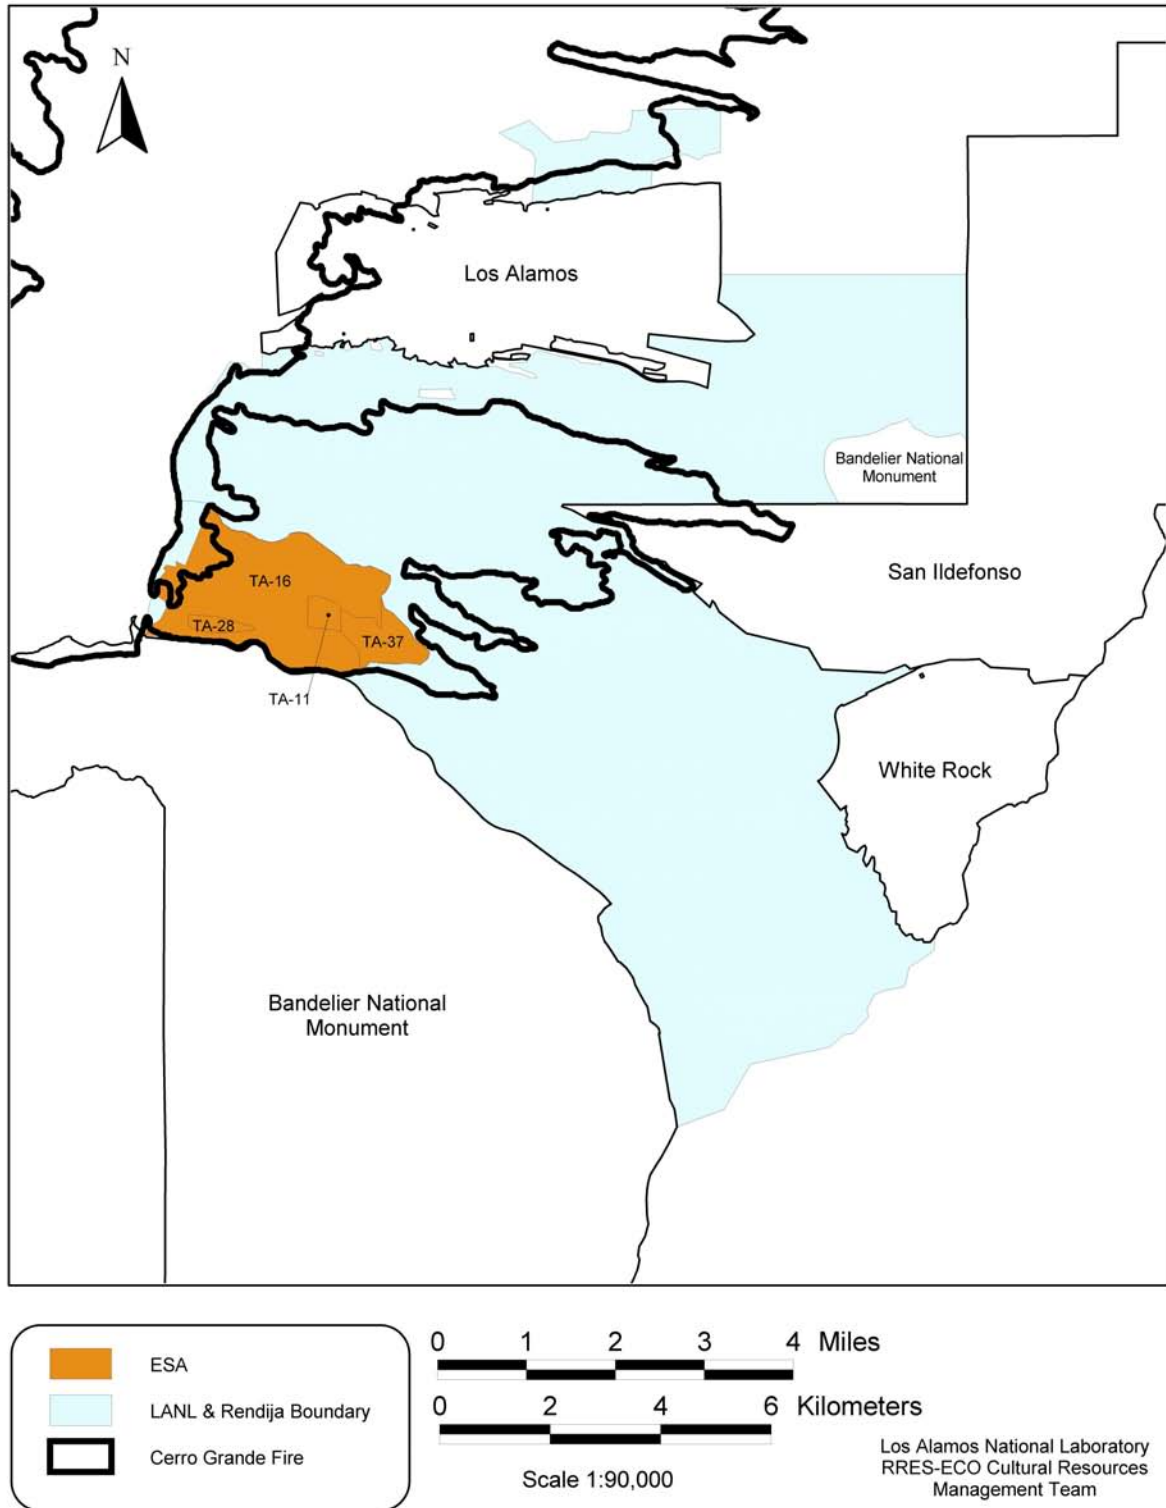 N
Los Alamos
Bandelier National
Monument
San Ildefonso
TA-16
TA-28
TA-37
TA-11
White Rock
Bandelier National
Monument
ESA
LANL & Rendija Boundary
Cerro Grande Fire
0 1 2 3 4 Miles
0 2 4 6 Kilometers
Scale 1:90,000
Los Alamos National Laboratory
RRES-ECO Cultural Resources
Management Team